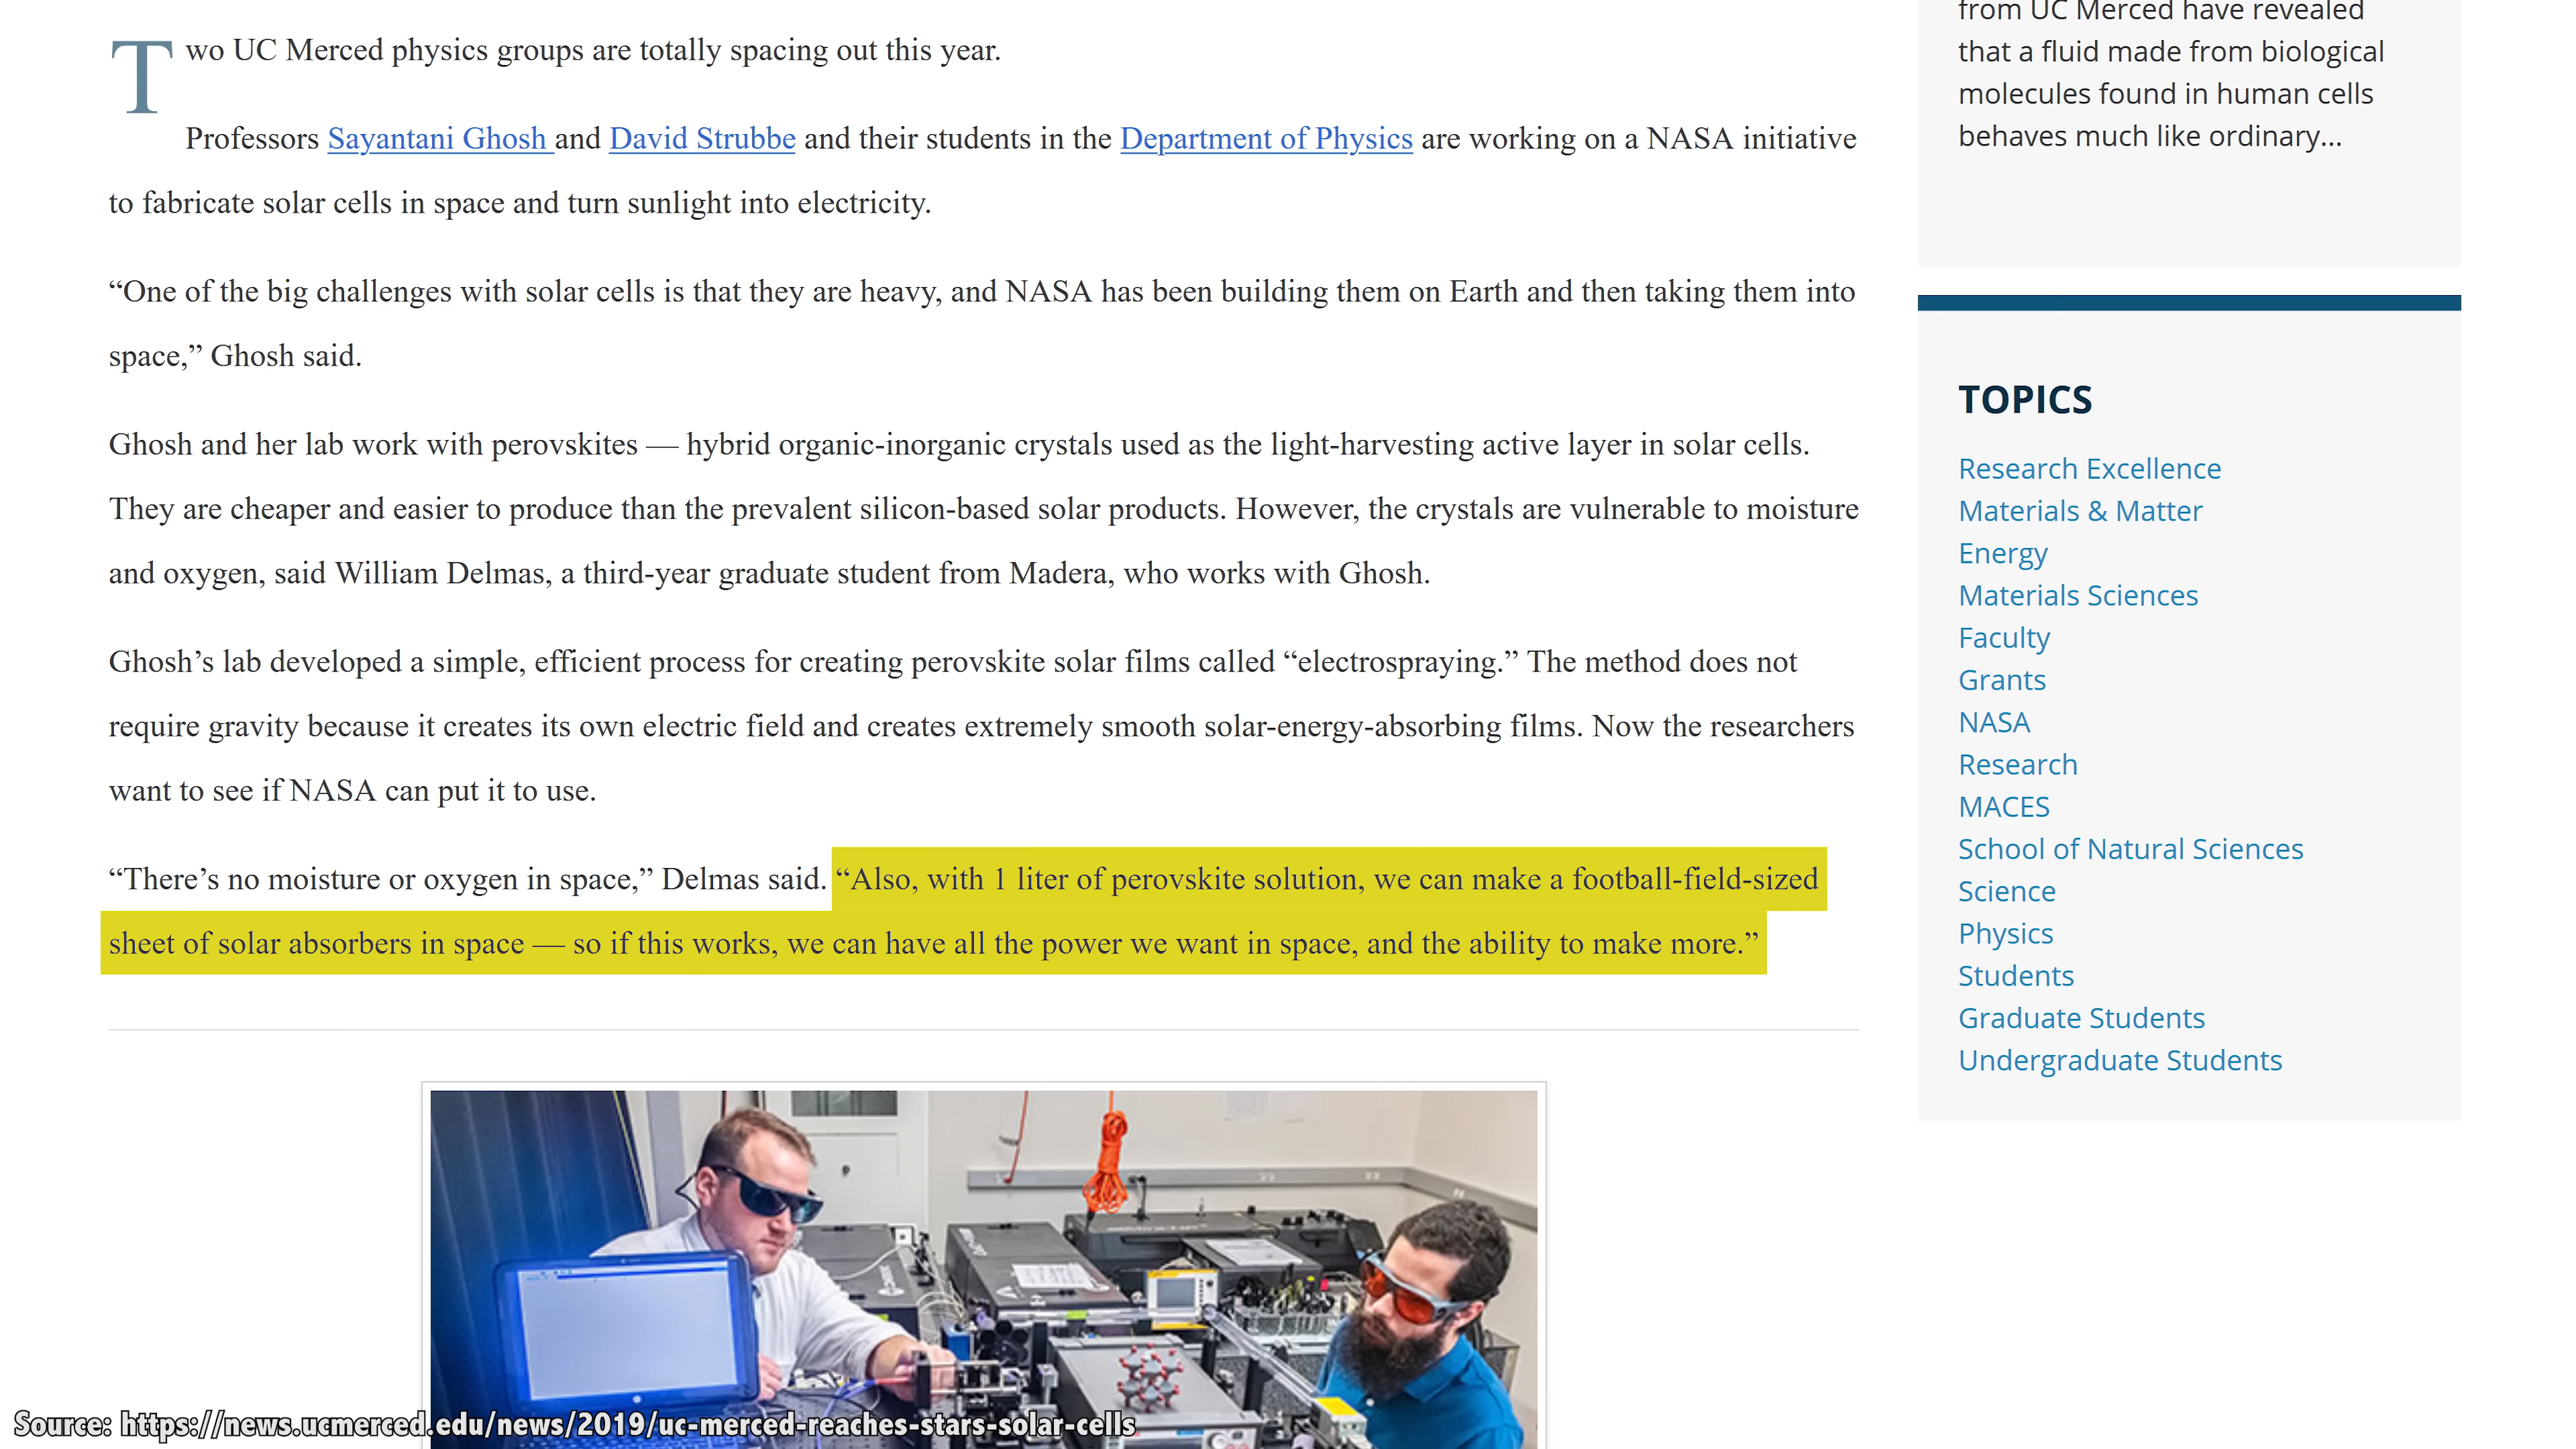 Two UC Merced physics groups are totally spacing out this year.
Professors Sayantani Ghosh and David Strubbe and their students in the Department of Physics are working on a NASA initiative
to fabricate solar cells in space and turn sunlight into electricity.
“One of the big challenges with solar cells is that they are heavy, and NASA has been building them on Earth and then taking them into
space,” Ghosh said.
Ghosh and her lab work with perovskites — hybrid organic-inorganic crystals used as the light-harvesting active layer in solar cells.
They are cheaper and easier to produce than the prevalent silicon-based solar products. However, the crystals are vulnerable to moisture
and oxygen, said William Delmas, a third-year graduate student from Madera, who works with Ghosh.
Ghosh’s lab developed a simple, efficient process for creating perovskite solar films called “electrospraying.” The method does not
require gravity because it creates its own electric field and creates extremely smooth solar-energy-absorbing films. Now the researchers
want to see if NASA can put it to use.
“There’s no moisture or oxygen in space,” Delmas said. “Also, with 1 liter of perovskite solution, we can make a football-field-sized
sheet of solar absorbers in space — so if this works, we can have all the power we want in space, and the ability to make more.”
from UC Merced have revealed
that a fluid made from biological
molecules found in human cells
behaves much like ordinary...
TOPICS
Research Excellence
Materials & Matter
Energy
Materials Sciences
Faculty
Grants
NASA
Research
MACES
School of Natural Sciences
Science
Physics
Students
Graduate Students
Undergraduate Students
Source: https://news.ucmerced.edu/news/2019/uc-merced-reaches-stars-solar-cells